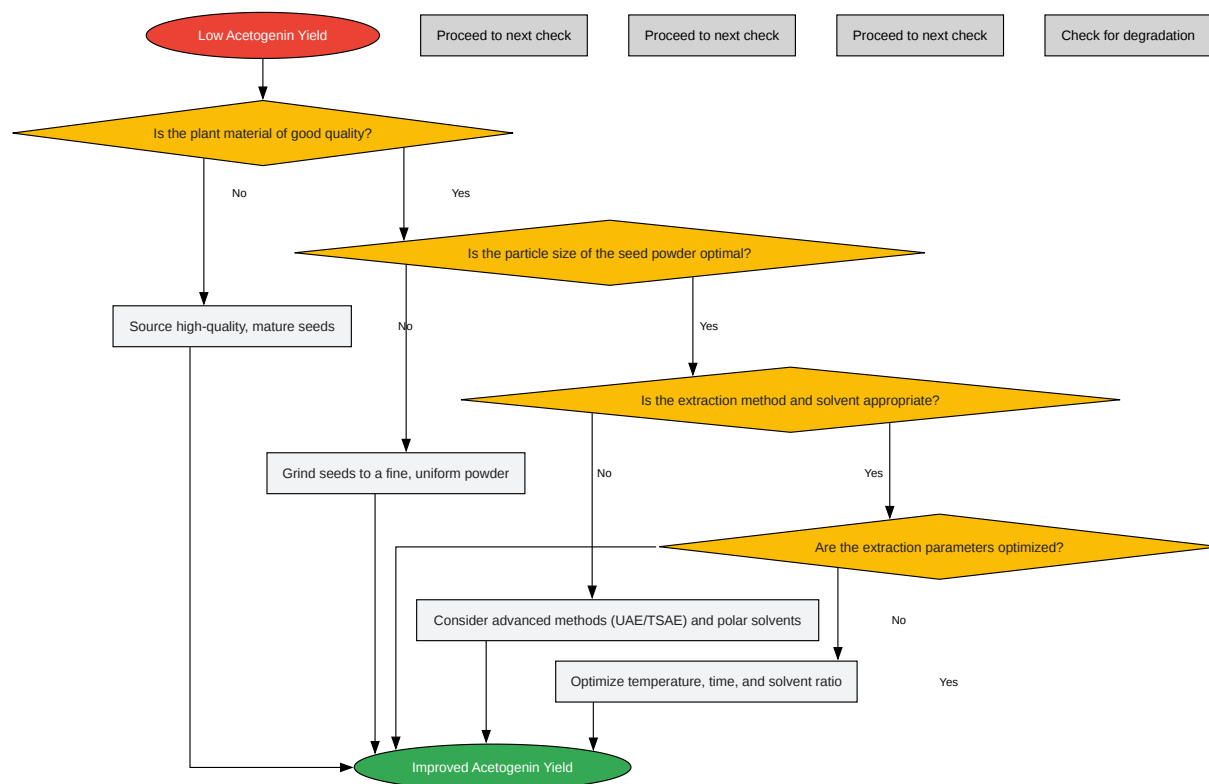 Low Acetogenin Yield
Proceed to next check
Proceed to next check
Proceed to next check
Check for degradation
Is the plant material of good quality?
No
Yes
Is the particle size of the seed powder optimal?
Source high-quality, mature seeds
No
Yes
Is the extraction method and solvent appropriate?
Grind seeds to a fine, uniform powder
No
Yes
Are the extraction parameters optimized?
Consider advanced methods (UAE/TSAE) and polar solvents
No
Optimize temperature, time, and solvent ratio
Yes
Improved Acetogenin Yield